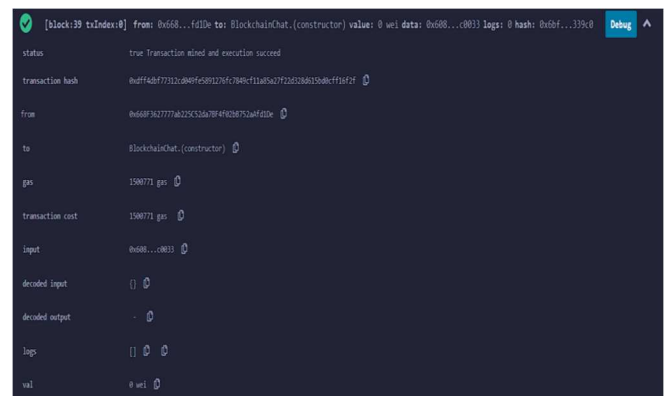 [block:39 txIndex:0] from: 0x668...fd1De to: BlockchainChat.(constructor) value: 0 wei data: 0x608...c0033 logs: 0 hash: 0x6bf...339c0 Debug
status true Transaction mined and execution succeed
transaction hash 0xdff4dbf77312cd049fe5891276fc7849cf11a85a27f22d328d615bd0cff16f2f
from 0x668F3627777ab225C52da7BF4f02bB752aAfd1De
to BlockchainChat.(constructor)
gas 1500771 gas
transaction cost 1500771 gas
input 0x608...c0033
decoded input {}
decoded output -
logs []
val 0 wei